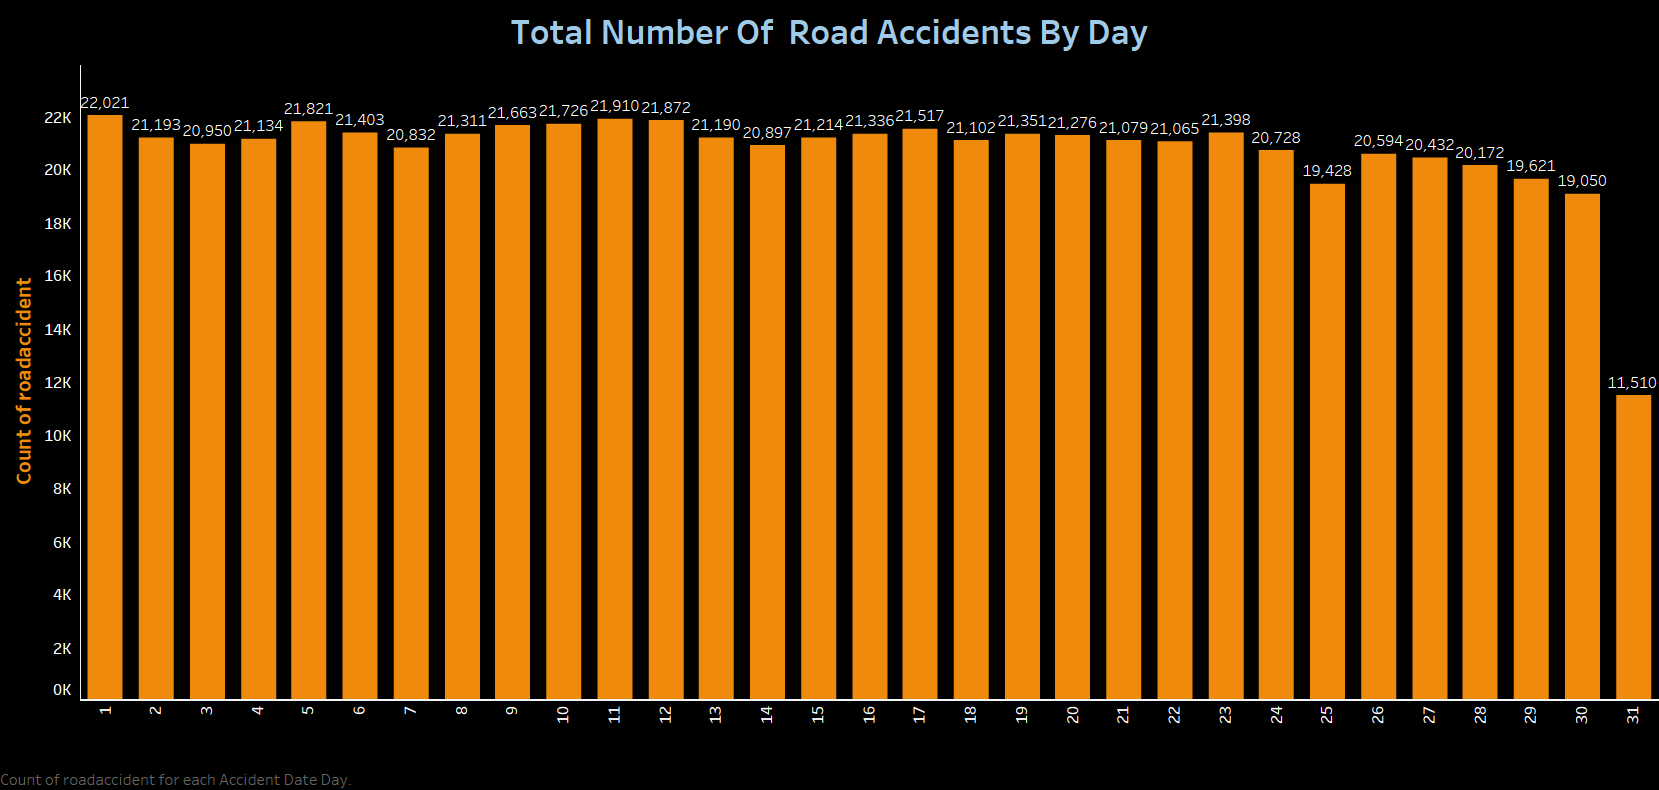 Total Number Of  Road Accidents By Day
Count of roadaccident
22K
20K
18K
16K
14K
12K
10K
8K
6K
4K
2K
0K
22,021 21,193 20,950 21,134 21,821 21,403 20,832 21,311 21,663 21,726 21,910 21,872 21,190 20,897 21,214 21,336 21,517 21,102 21,351 21,276 21,079 21,065 21,398 20,728 19,428 20,594 20,432 20,172 19,621 19,050 11,510
1 2 3 4 5 6 7 8 9 10 11 12 13 14 15 16 17 18 19 20 21 22 23 24 25 26 27 28 29 30 31
Count of roadaccident for each Accident Date Day.